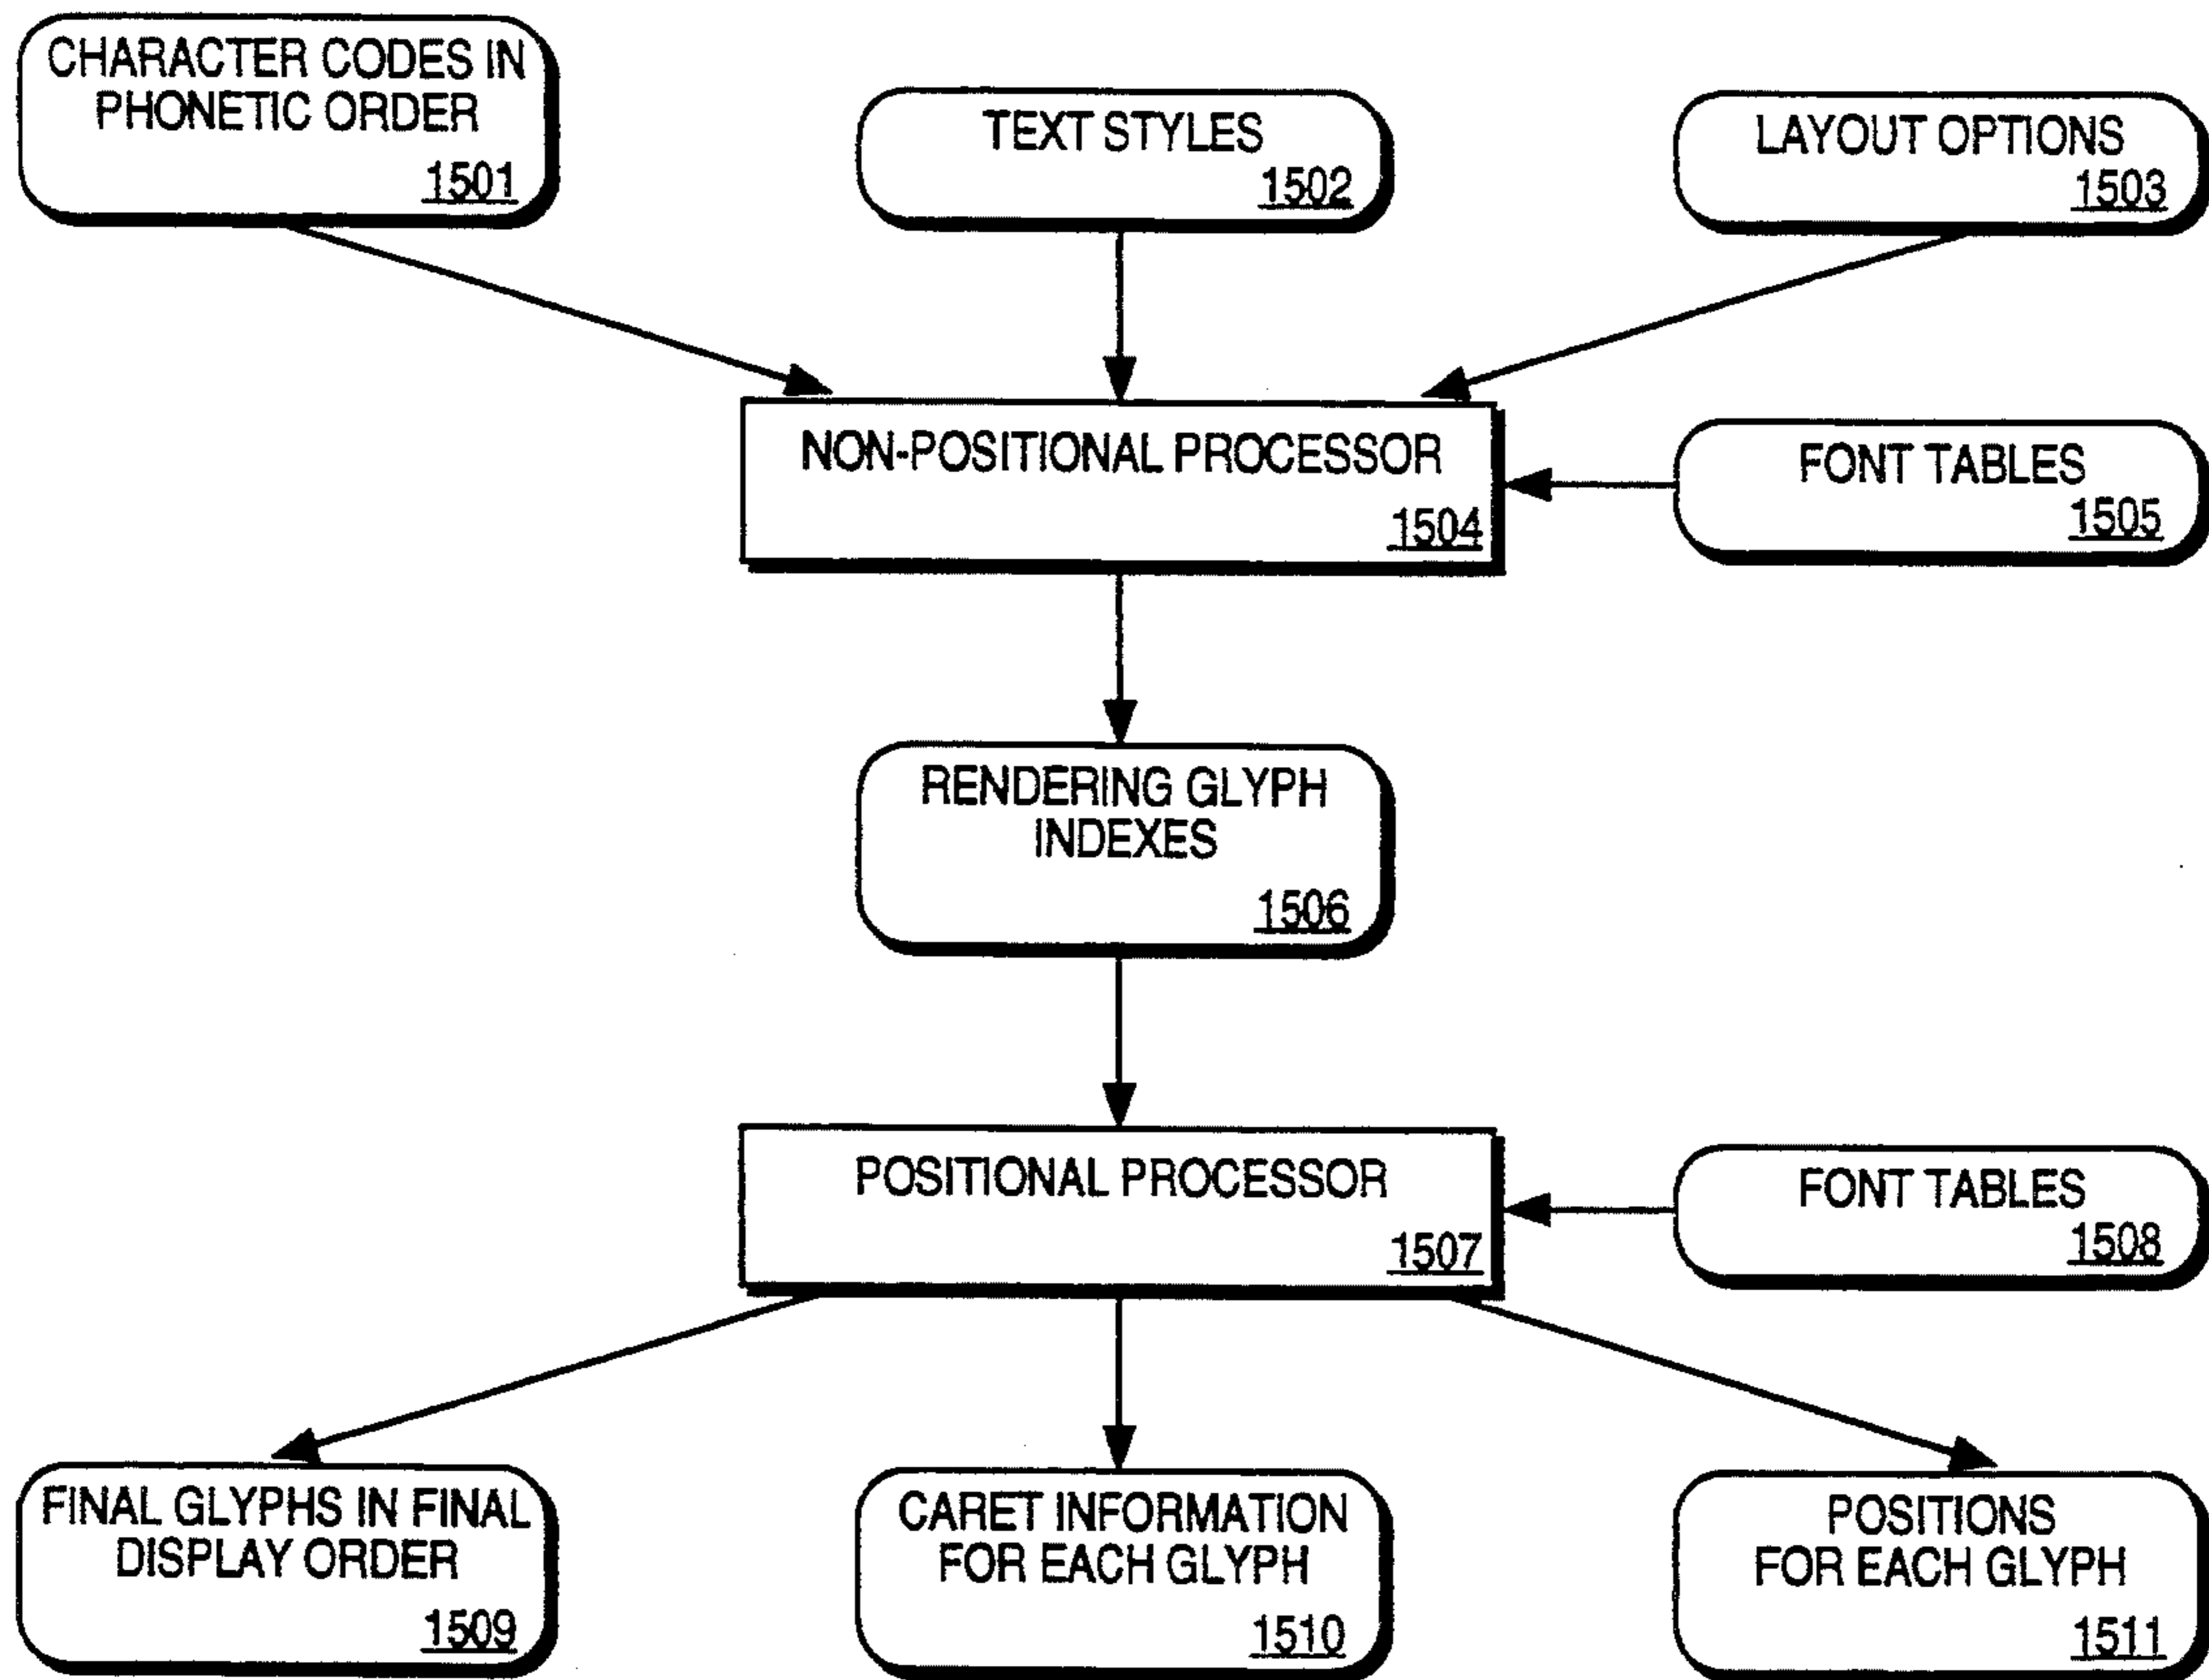 CHARACTER CODES IN
PHONETIC ORDER
1501
TEXT STYLES
1502
LAYOUT OPTIONS
1503
NON-POSITIONAL PROCESSOR
1504
FONT TABLES
1505
RENDERING GLYPH
INDEXES
1506
POSITIONAL PROCESSOR
1507
FONT TABLES
1508
FINAL GLYPHS IN FINAL
DISPLAY ORDER
1509
CARET INFORMATION
FOR EACH GLYPH
1510
POSITIONS
FOR EACH GLYPH
1511